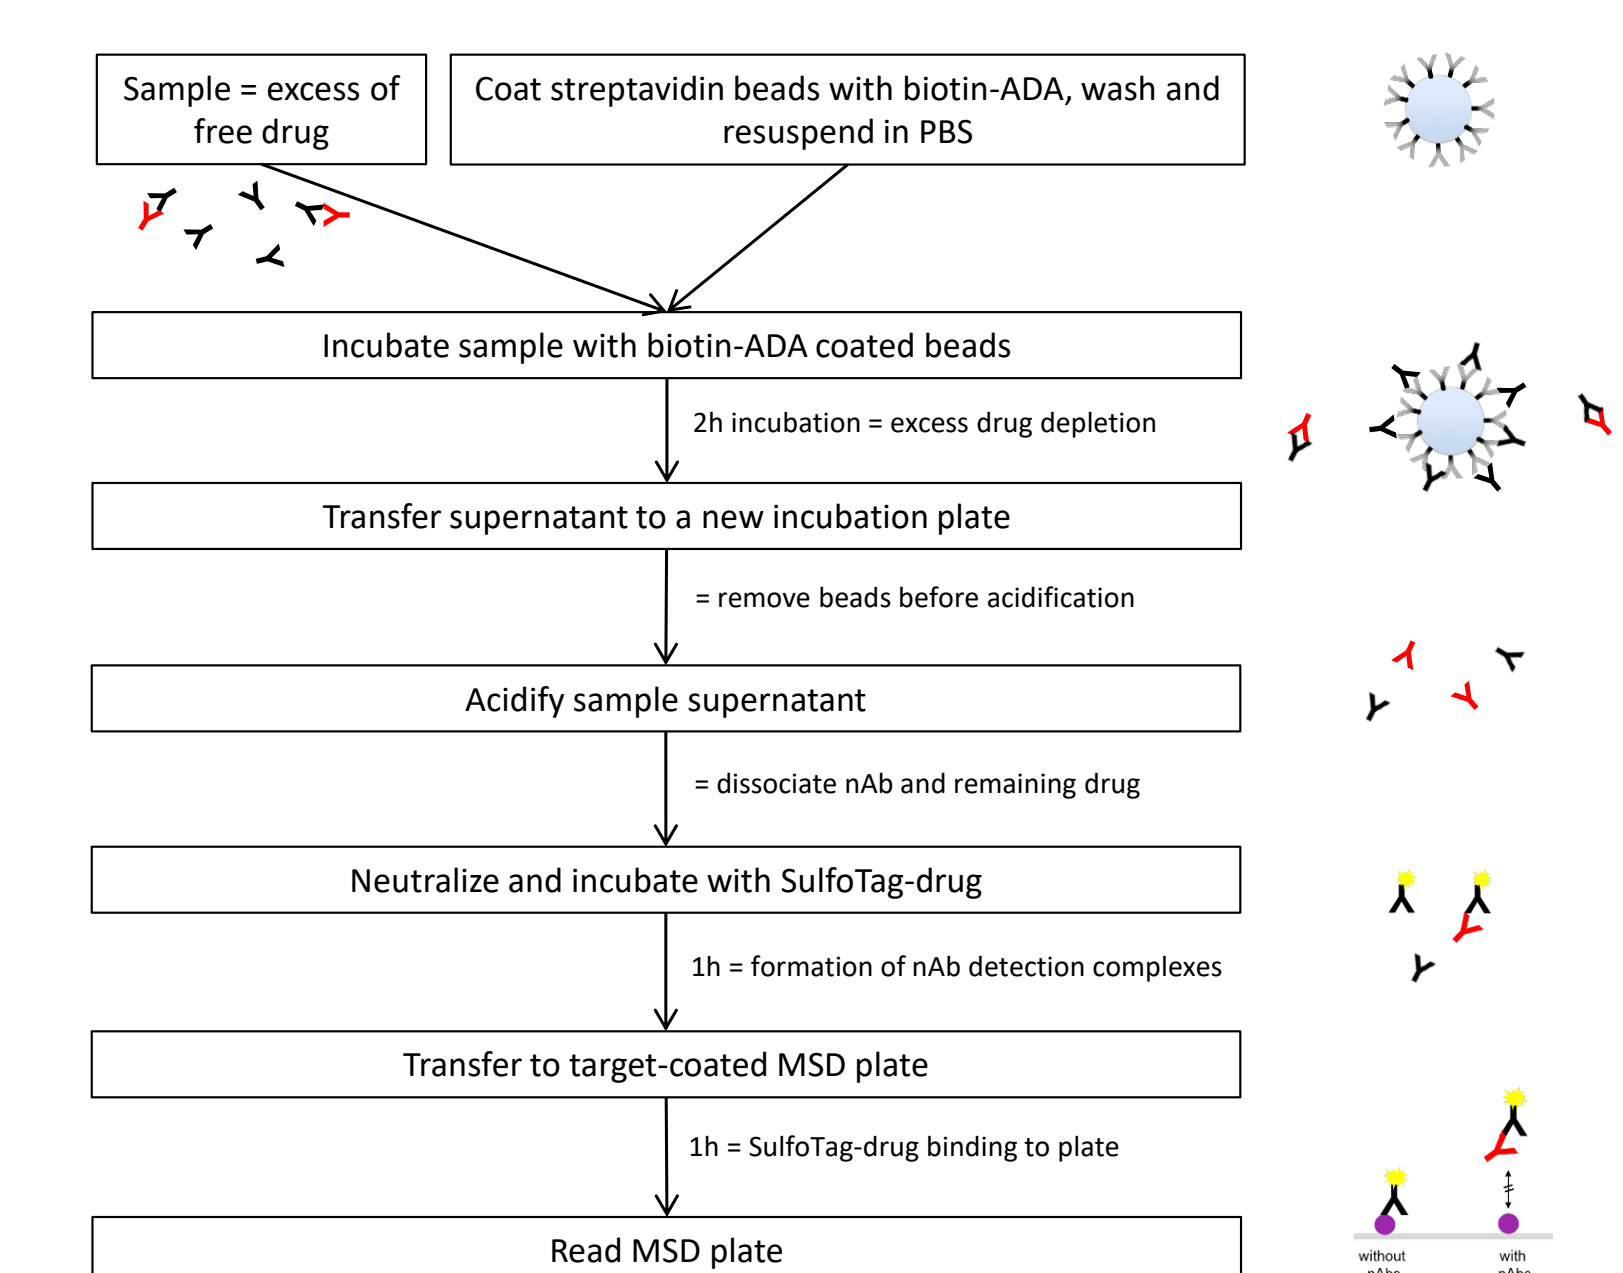 Sample = excess of
free drug
Coat streptavidin beads with biotin-ADA, wash and
resuspend in PBS
Incubate sample with biotin-ADA coated beads
2h incubation = excess drug depletion
Transfer supernatant to a new incubation plate
= remove beads before acidification
Acidify sample supernatant
= dissociate nAb and remaining drug
Neutralize and incubate with SulfoTag-drug
1h = formation of nAb detection complexes
Transfer to target-coated MSD plate
1h = SulfoTag-drug binding to plate
Read MSD plate
without
nAbs
with
nAbs